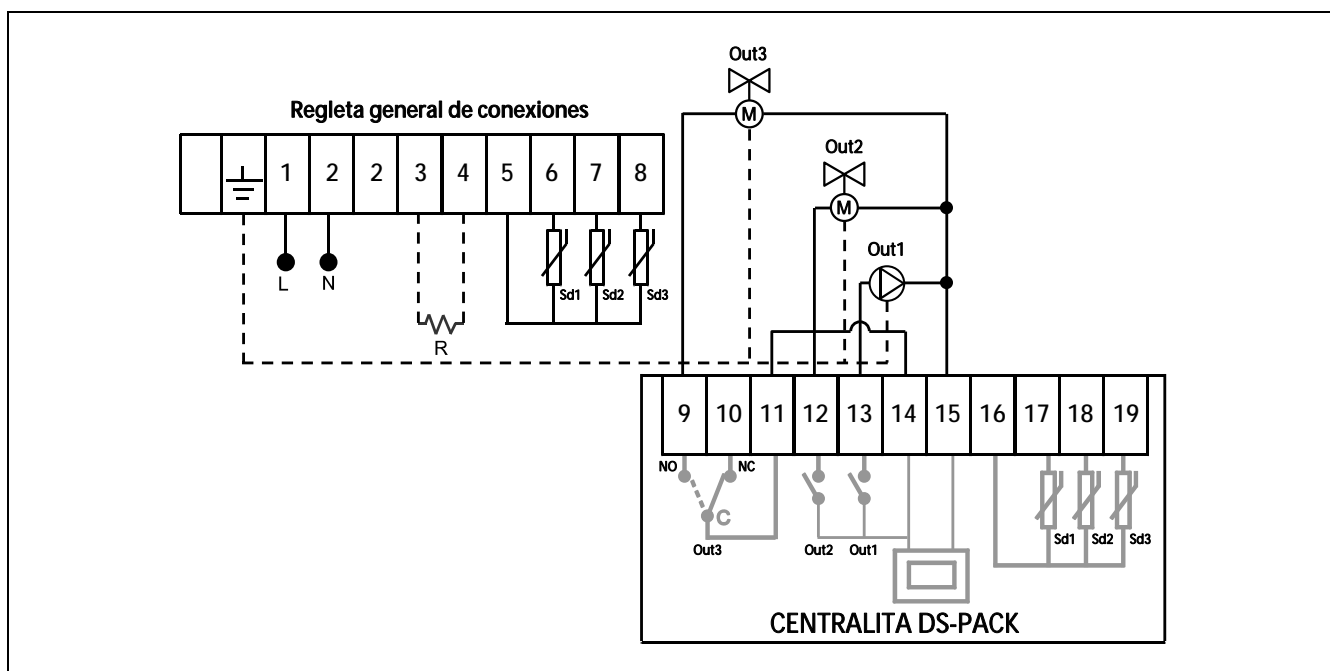 Out3
Regleta general de conexiones
M
Out2
1 2 2 3 4 5 6 7 8
M
Out1
L N
Sd1 Sd2 Sd3
R
9 10 11 12 13 14 15 16 17 18 19
NO NC
C
Out3 Out2 Out1
Sd1 Sd2 Sd3
CENTRALITA DS-PACK